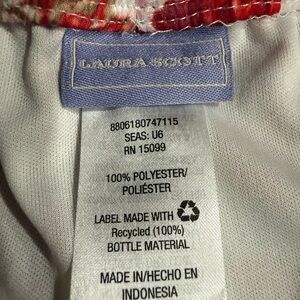 LAURA SCOTT
8806180747115
SEAS: U6
RN 15099
100% POLYESTER/
POLIÉSTER
LABEL MADE WITH
Recycled (100%)
BOTTLE MATERIAL
MADE IN/HECHO EN
INDONESIA